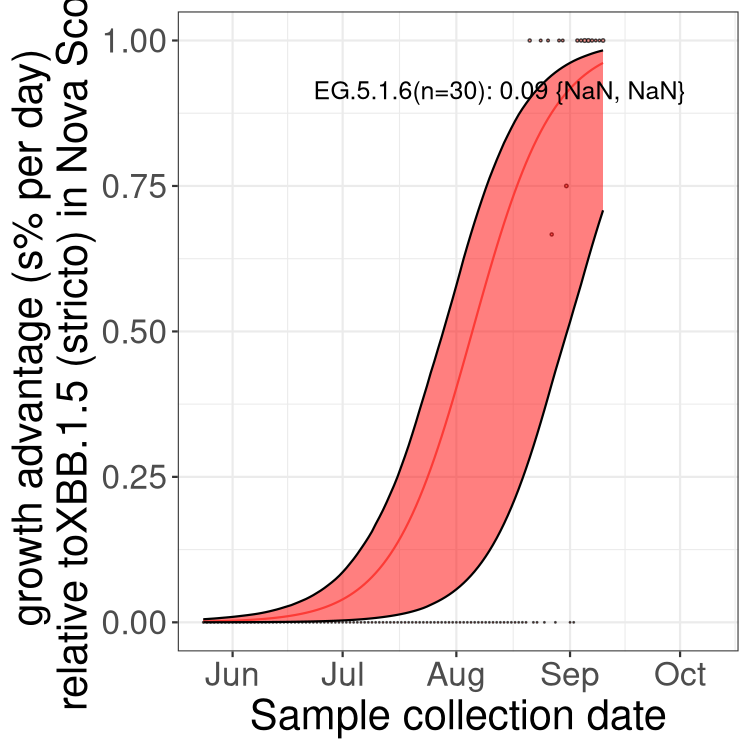 growth advantage (s% per day)
relative toXBB.1.5 (stricto) in Nova Sco
1.00
0.75
0.50
0.25
0.00
EG.5.1.6(n=30): 0.09 {NaN, NaN}
Jun Jul Aug Sep Oct
Sample collection date